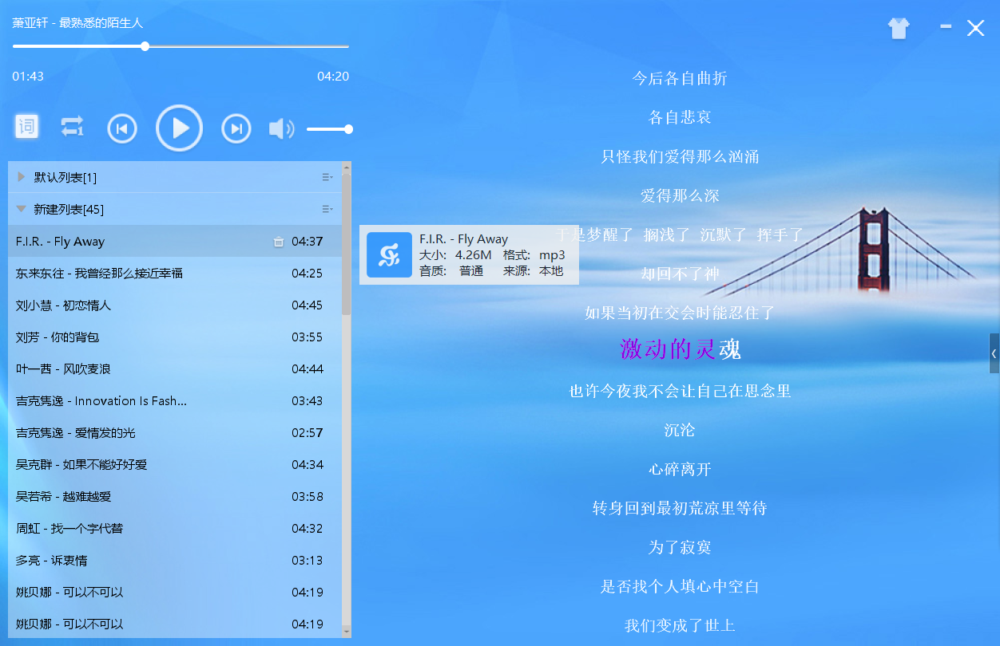 萧亚轩 - 最熟悉的陌生人
01:43 04:20
词 1
默认列表[1]
新建列表[45]
F.I.R. - Fly Away 04:37
东来东往 - 我曾经那么接近幸福 04:25
刘小慧 - 初恋情人 04:45
刘芳 - 你的背包 03:55
叶一茜 - 风吹麦浪 04:44
吉克隽逸 - Innovation Is Fash... 03:43
吉克隽逸 - 爱情发的光 02:57
吴克群 - 如果不能好好爱 04:34
吴若希 - 越难越爱 03:58
周虹 - 找一个字代替 04:32
多亮 - 诉衷情 03:13
姚贝娜 - 可以不可以 04:19
姚贝娜 - 可以不可以 04:19
F.I.R. - Fly Away
大小: 4.26M 格式: mp3
音质: 普通 来源: 本地
今后各自曲折
各自悲哀
只怪我们爱得那么汹涌
爱得那么深
于是梦醒了 搁浅了 沉默了 挥手了
却回不了神
如果当初在交会时能忍住了
激动的灵魂
也许今夜我不会让自己在思念里
沉沦
心碎离开
转身回到最初荒凉里等待
为了寂寞
是否找个人填心中空白
我们变成了世上